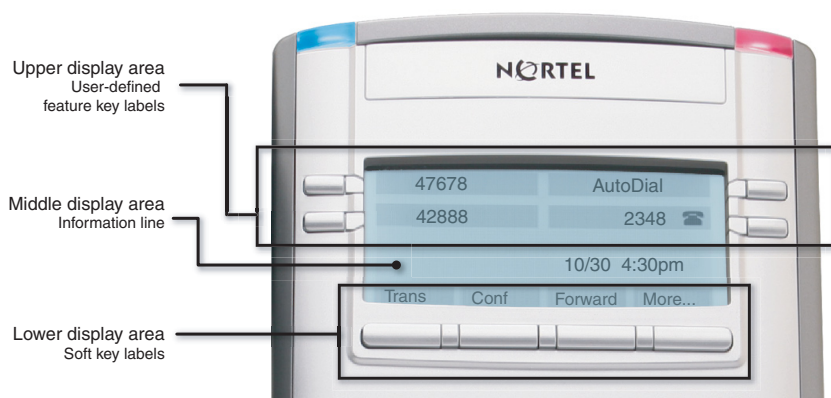 NORTEL
Upper display area
User-defined
feature key labels
47678 AutoDial
42888 2348
Middle display area
Information line
10/30 4:30pm
Trans Conf Forward More...
Lower display area
Soft key labels